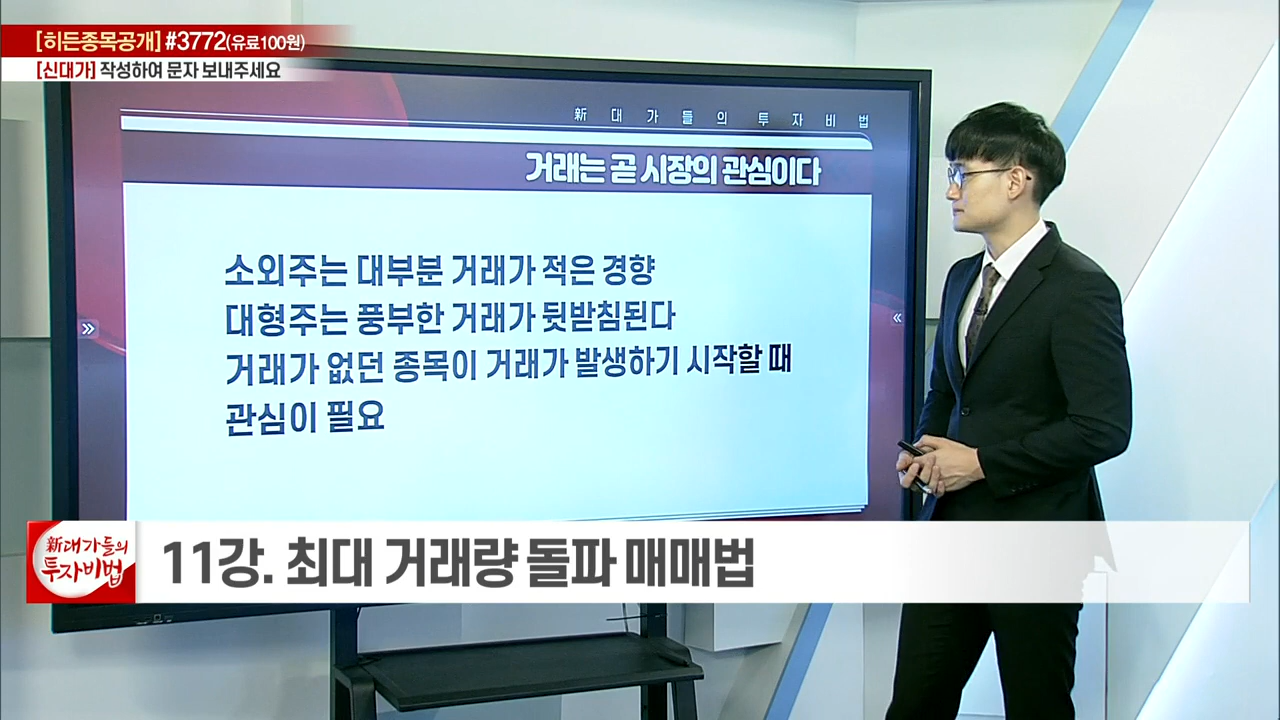 [히든종목공개] #3772(유료100원)
[신대가] 작성하여 문자 보내주세요
新대가들의 투자비법
거래는 곧 시장의 관심이다
소외주는 대부분 거래가 적은 경향
대형주는 풍부한 거래가 뒷받침된다
거래가 없던 종목이 거래가 발생하기 시작할 때
관심이 필요
新대가들의
투자비법
11강. 최대 거래량 돌파 매매법